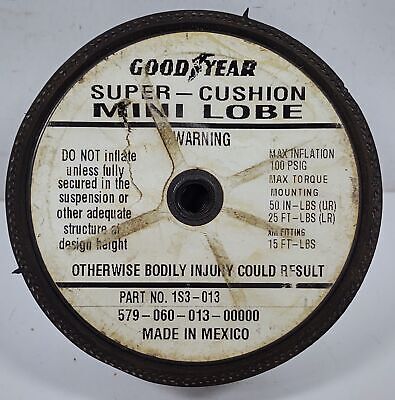 GOODYEAR
SUPER-CUSHION
MINI LOBE
WARNING
DO NOT inflate
unless fully
secured in the
suspension or
other adequate
structure at
design height
MAX INFLATION
100 PSIG
MAX TORQUE
MOUNTING
50 IN-LBS (UR)
25 FT-LBS (LR)
FITTING
15 FT-LBS
OTHERWISE BODILY INJURY COULD RESULT
PART NO. 1S3-013
579-060-013-00000
MADE IN MEXICO